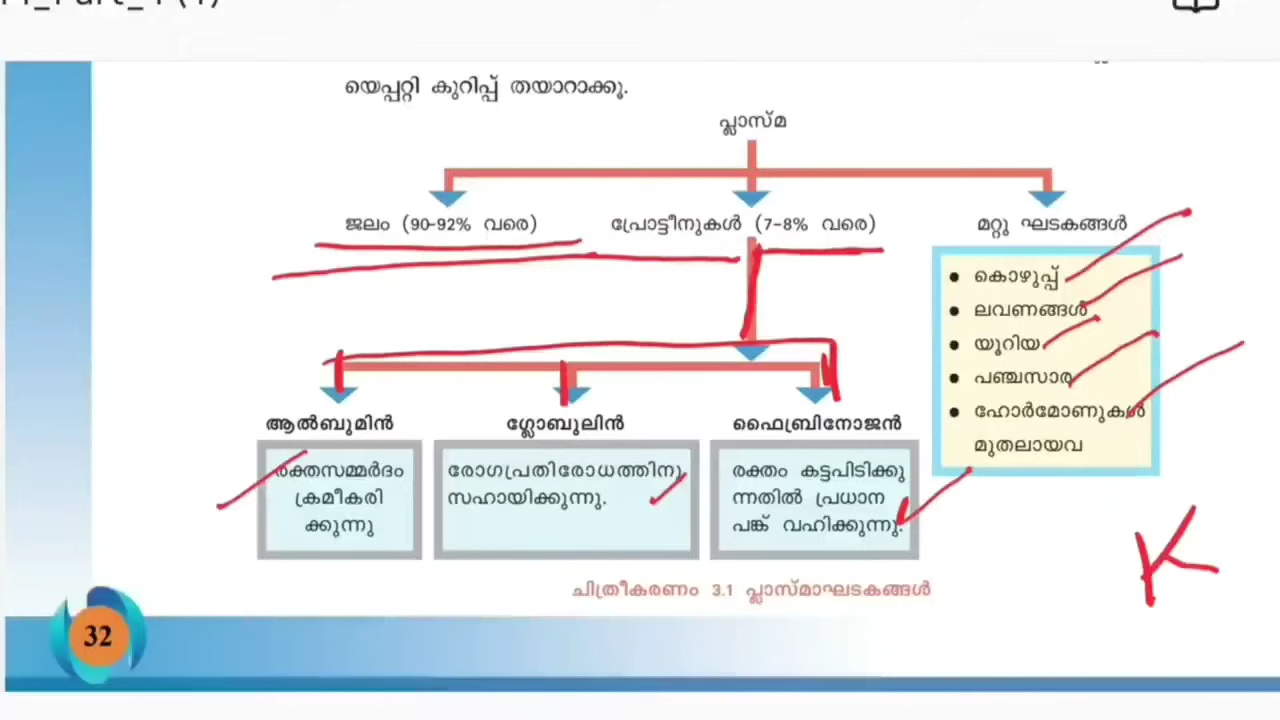 യെപ്പറ്റി കുറിപ്പ് തയാറാക്കൂ.
പ്ലാസ്മ
ജലം (90-92% വരെ)
പ്രോട്ടീനുകൾ (7-8% വരെ)
മറ്റു ഘടകങ്ങൾ
• കൊഴുപ്പ്
• ലവണങ്ങൾ
• യൂറിയ
• പഞ്ചസാര
• ഹോർമോണുകൾ
മുതലായവ
ആൽബുമിൻ
രക്തസമ്മർദം
ക്രമീകരി
ക്കുന്നു
ഗ്ലോബുലിൻ
രോഗപ്രതിരോധത്തിനു
സഹായിക്കുന്നു.
ഫൈബ്രിനോജൻ
രക്തം കട്ടപിടിക്കു
ന്നതിൽ പ്രധാന
പങ്ക് വഹിക്കുന്നു.
K
ചിത്രീകരണം 3.1 പ്ലാസ്മാഘടകങ്ങൾ
32